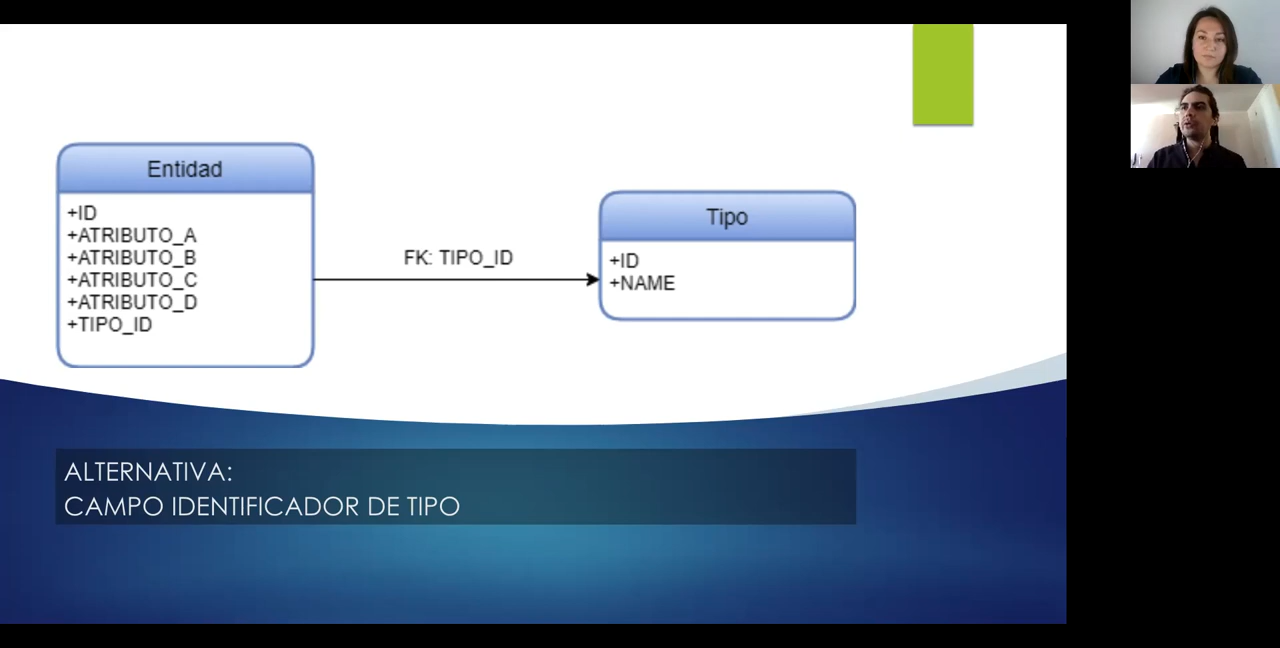 Entidad
+ID
+ATRIBUTO_A
+ATRIBUTO_B
+ATRIBUTO_C
+ATRIBUTO_D
+TIPO_ID
FK: TIPO_ID
Tipo
+ID
+NAME
ALTERNATIVA:
CAMPO IDENTIFICADOR DE TIPO